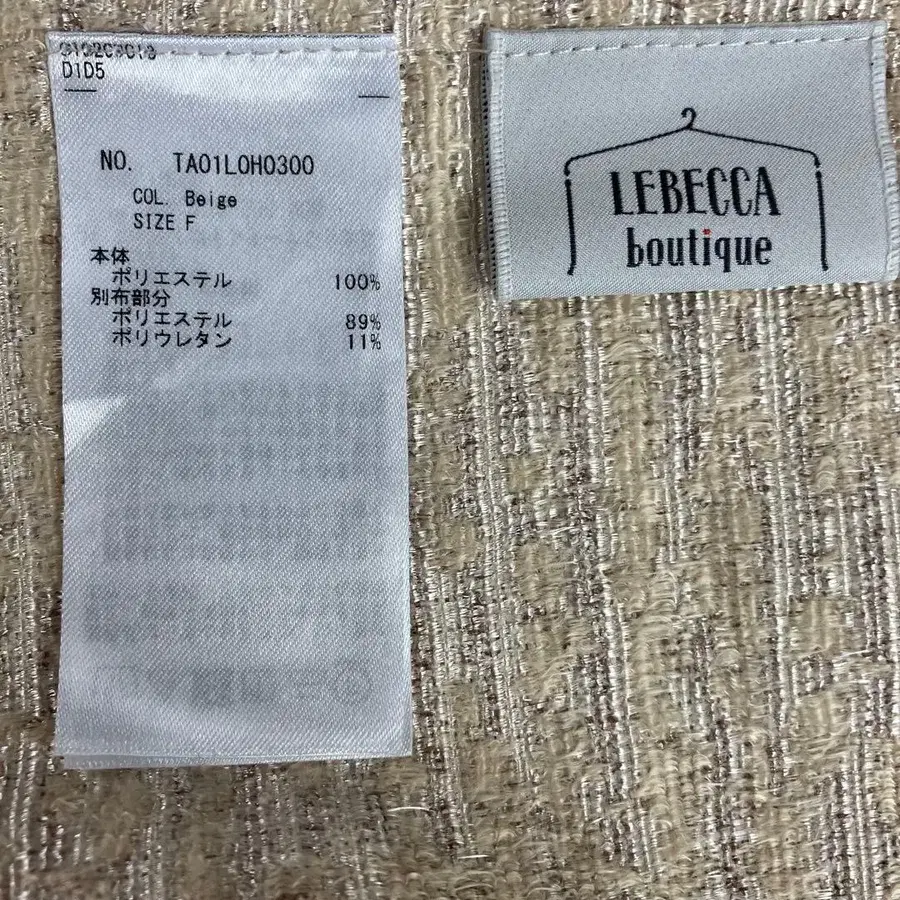 D1D5
NO. TA01L0H0300
COL. Beige
SIZE F
本体
ポリエステル 100%
別布部分
ポリエステル 89%
ポリウレタン 11%
LEBECCA
boutique